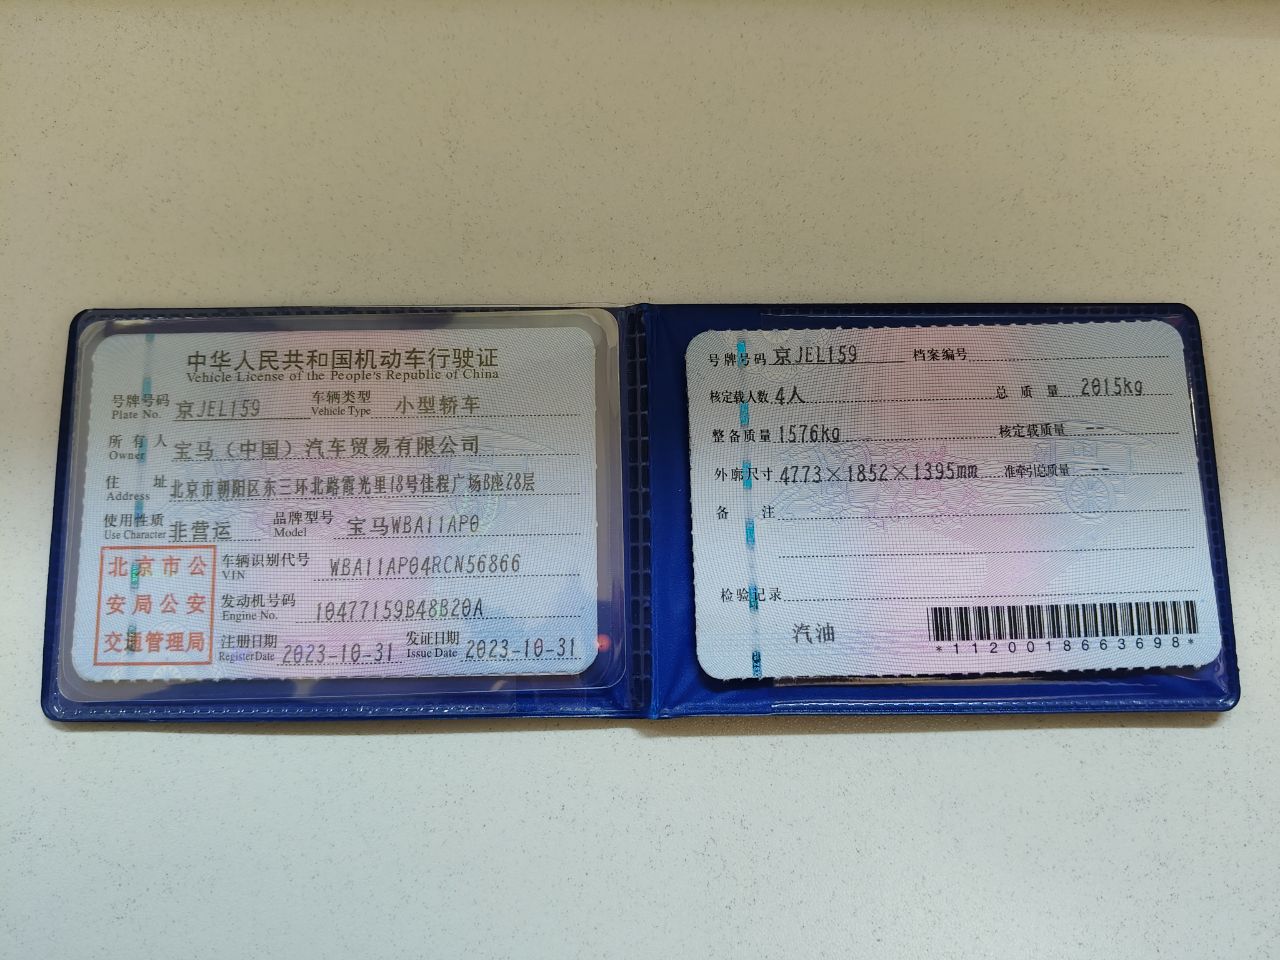 中华人民共和国机动车行驶证
Vehicle License of the People's Republic of China
号牌号码 京JEL159 车辆类型 小型轿车
Plate No. Vehicle Type
所有人 宝马（中国）汽车贸易有限公司
Owner
住址 北京市朝阳区东三环北路霞光里18号佳程广场B座28层
Address
使用性质 非营运 品牌型号 宝马WBA11AP0
Use Character Model
北京市公
安局公安
交通管理局
车辆识别代号 WBA11AP04RCN56866
VIN
发动机号码 10477159B48B20A
Engine No.
注册日期 2023-10-31 发证日期 2023-10-31
Register Date Issue Date
号牌号码 京JEL159 档案编号
核定载人数 4人 总质量 2015kg
整备质量 1576kg 核定载质量 --
外廓尺寸 4773×1852×1395mm 准牵引总质量 --
备注
检验记录
汽油
*1120018663698*